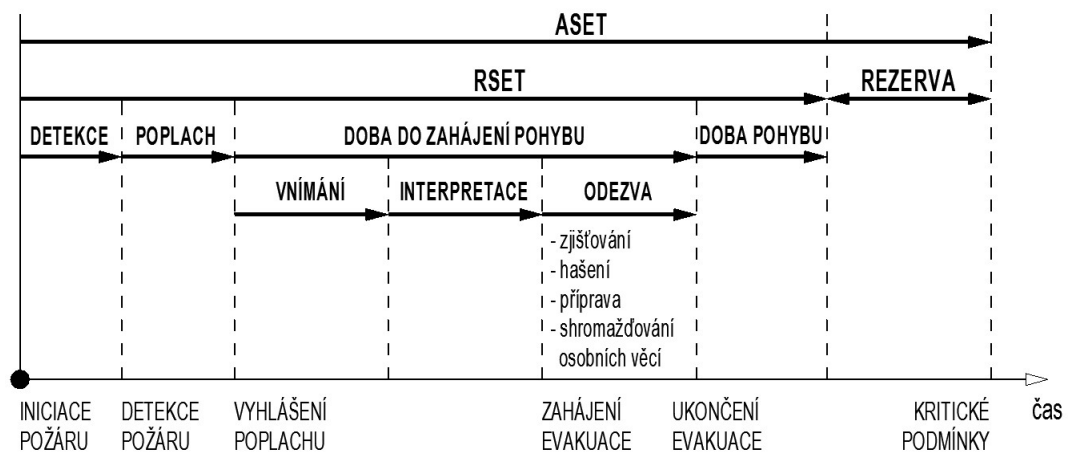 ASET
RSET
REZERVA
DETEKCE
POPLACH
DOBA DO ZAHÁJENÍ POHYBU
DOBA POHYBU
VNÍMÁNÍ
INTERPRETACE
ODEZVA
- zjišťování
- hašení
- příprava
- shromažďování
osobních věcí
INICIACE
POŽÁRU
DETEKCE
POŽÁRU
VYHLÁŠENÍ
POPLACHU
ZAHÁJENÍ
EVAKUACE
UKONČENÍ
EVAKUACE
KRITICKÉ
PODMÍNKY
čas